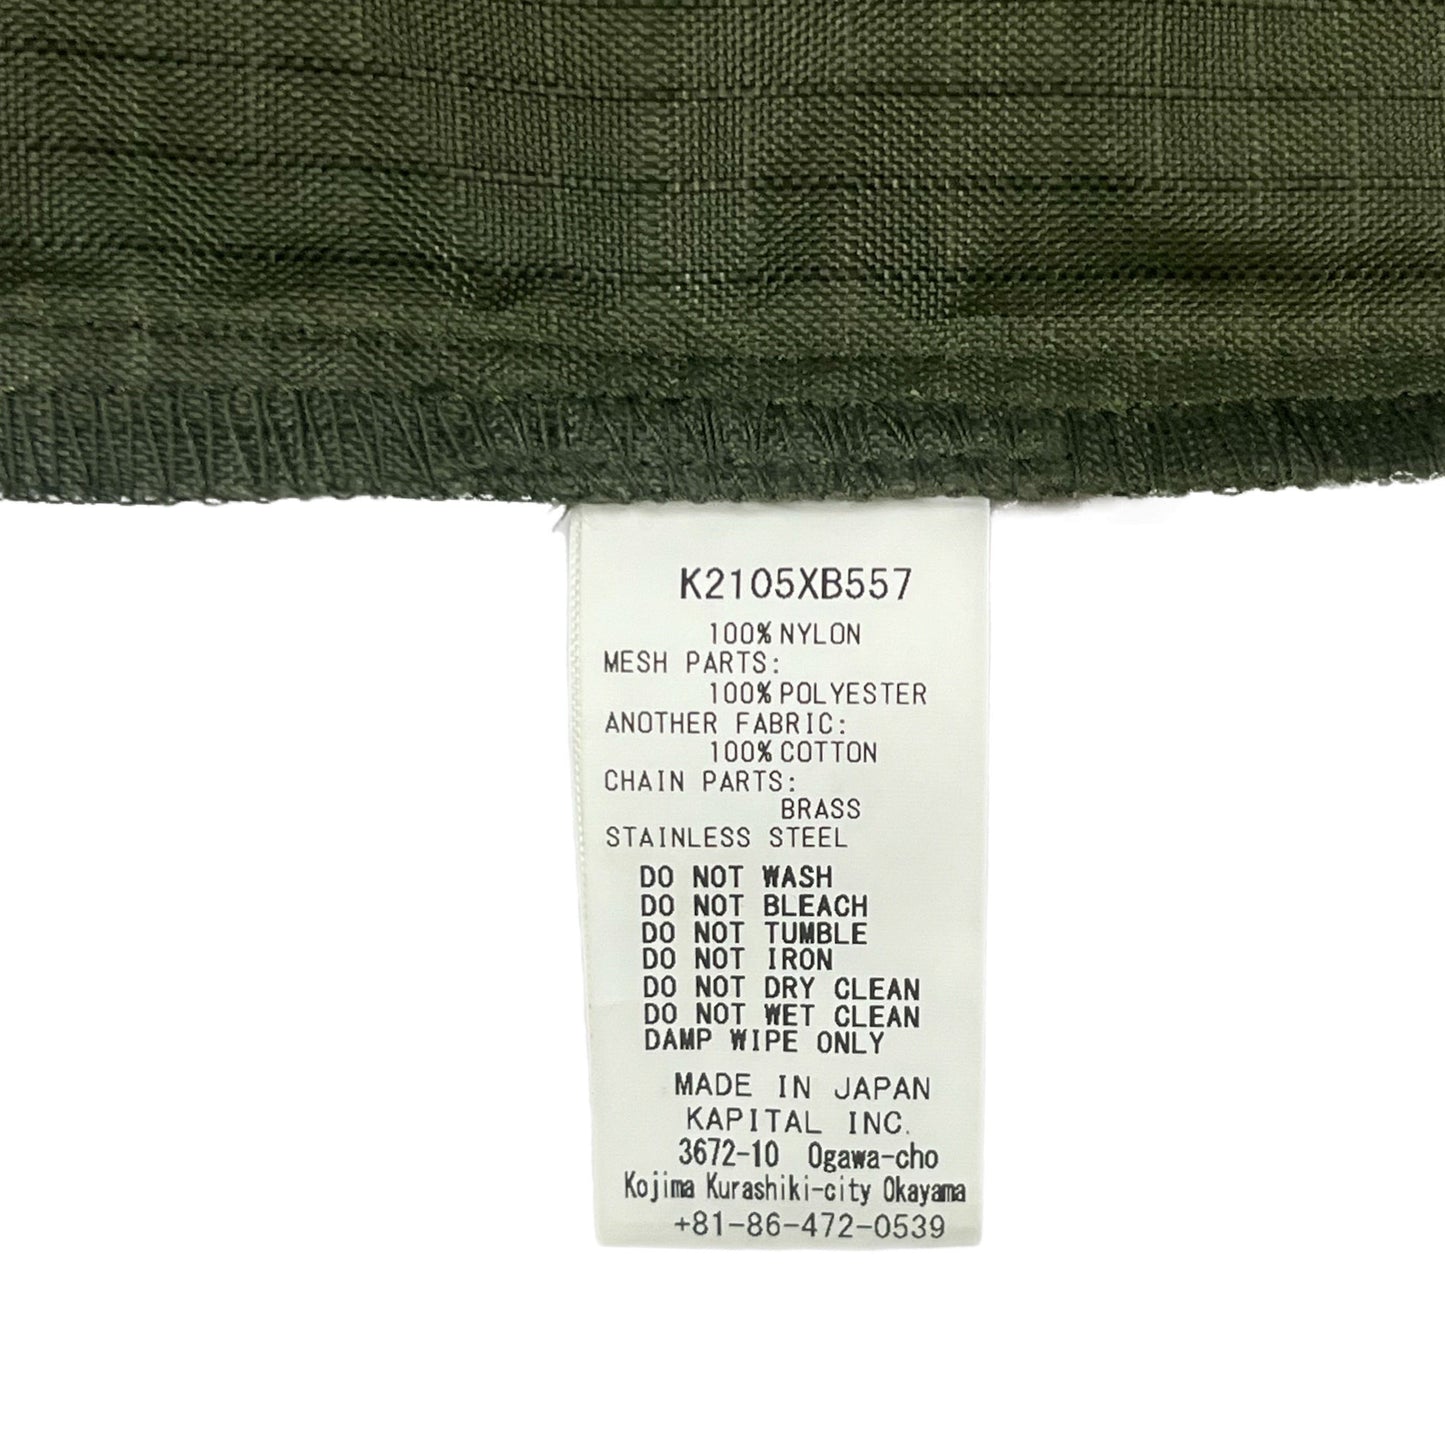 K2105XB557
100% NYLON
MESH PARTS:
100% POLYESTER
ANOTHER FABRIC:
100% COTTON
CHAIN PARTS:
BRASS
STAINLESS STEEL
DO NOT WASH
DO NOT BLEACH
DO NOT TUMBLE
DO NOT IRON
DO NOT DRY CLEAN
DO NOT WET CLEAN
DAMP WIPE ONLY
MADE IN JAPAN
KAPITAL INC.
3672-10 Ogawa-cho
Kojima Kurashiki-city Okayama
+81-86-472-0539